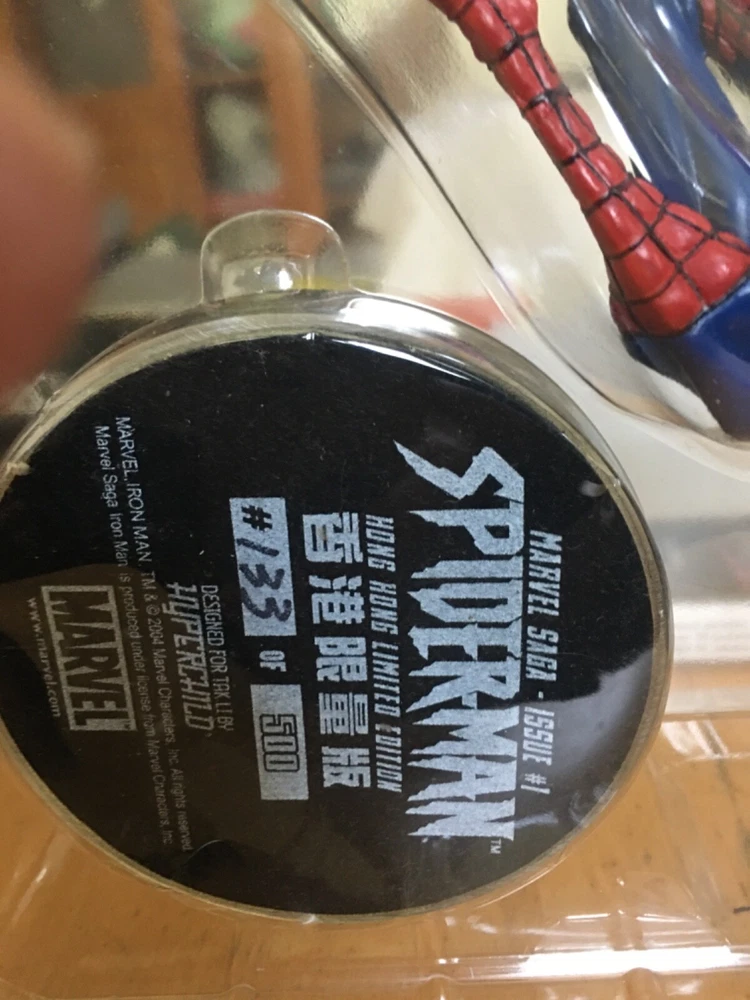 MARVEL SAGA - ISSUE #1
SPIDER-MAN™
HONG HONG LIMITED EDITION
香港限量版
#133 OF 500
DESIGNED FOR TAK LI BY
HYPERCHILD
MARVEL, IRON MAN, TM & © 2004 Marvel Characters, Inc. All rights reserved
Marvel Saga Iron Man is produced under license from Marvel Characters, Inc.
MARVEL
www.marvel.com